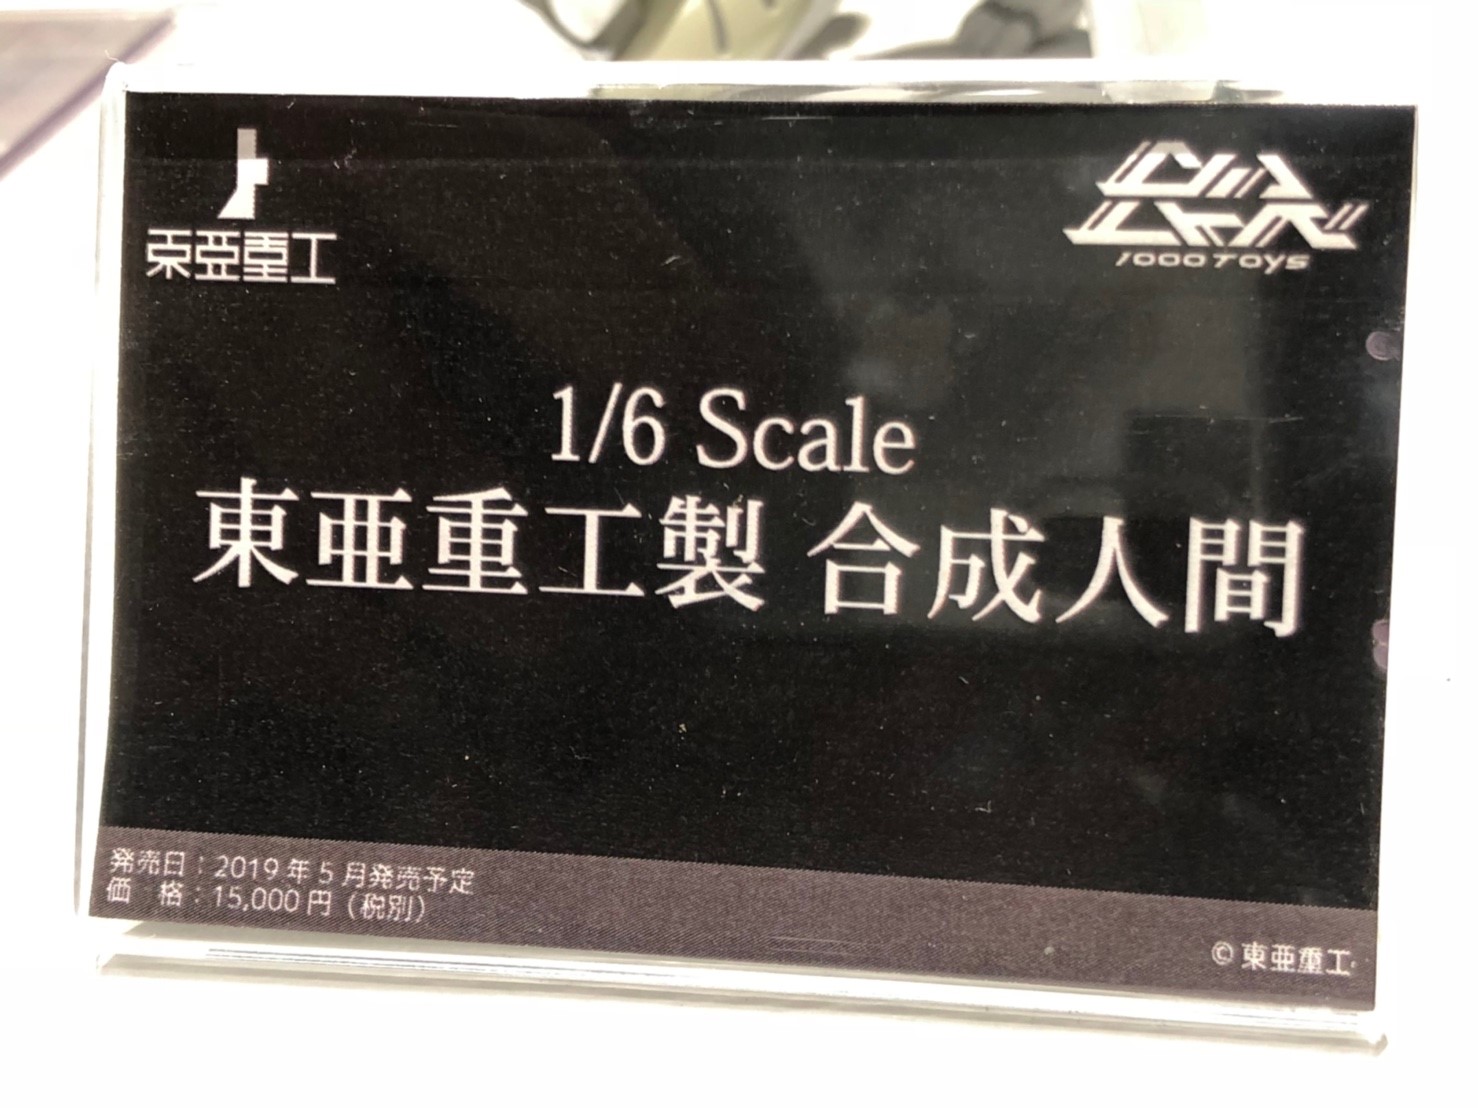 東亜重工
1000TOYS
1/6 Scale
東亜重工製 合成人間
発売日：2019年5月発売予定
価　格：15,000円（税別）
© 東亜重工